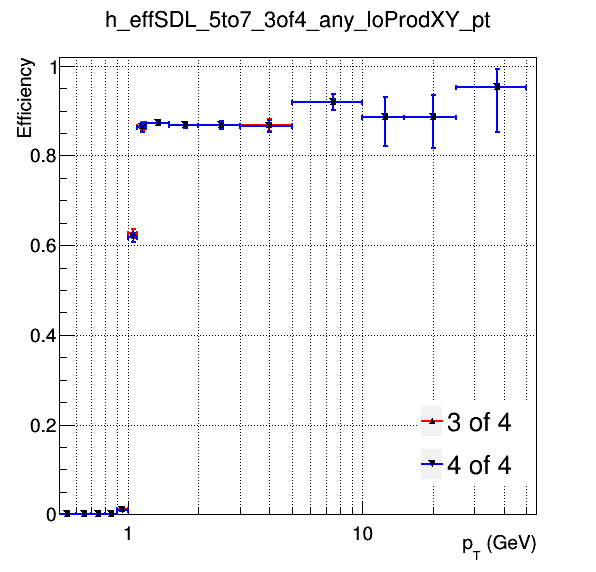 h_effSDL_5to7_3of4_any_loProdXY_pt
Efficiency
1
0.8
0.6
0.4
0.2
0
3 of 4
4 of 4
1
10
p_T (GeV)